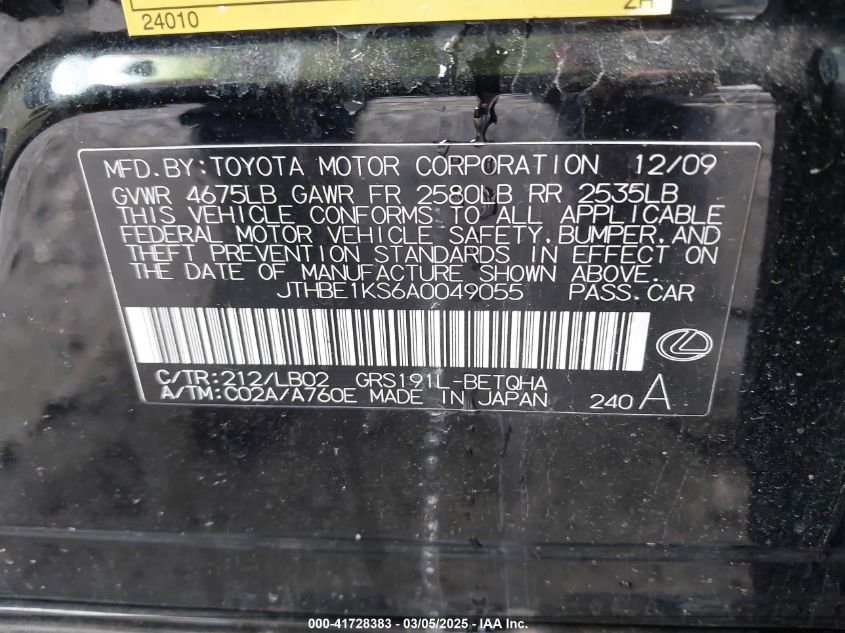 24010
MFD.BY:TOYOTA MOTOR CORPORATION 12/09
GVWR 4675LB GAWR FR 2580LB RR 2535LB
THIS VEHICLE CONFORMS TO ALL APPLICABLE
FEDERAL MOTOR VEHICLE SAFETY,BUMPER,AND
THEFT PREVENTION STANDARDS IN EFFECT ON
THE DATE OF MANUFACTURE SHOWN ABOVE.
JTHBE1KS6A0049055 PASS.CAR
C/TR:212/LB02 GRS191L-BETQHA
A/TM:C02A/A760E MADE IN JAPAN 240 A
000-41728383 - 03/05/2025 - IAA Inc.